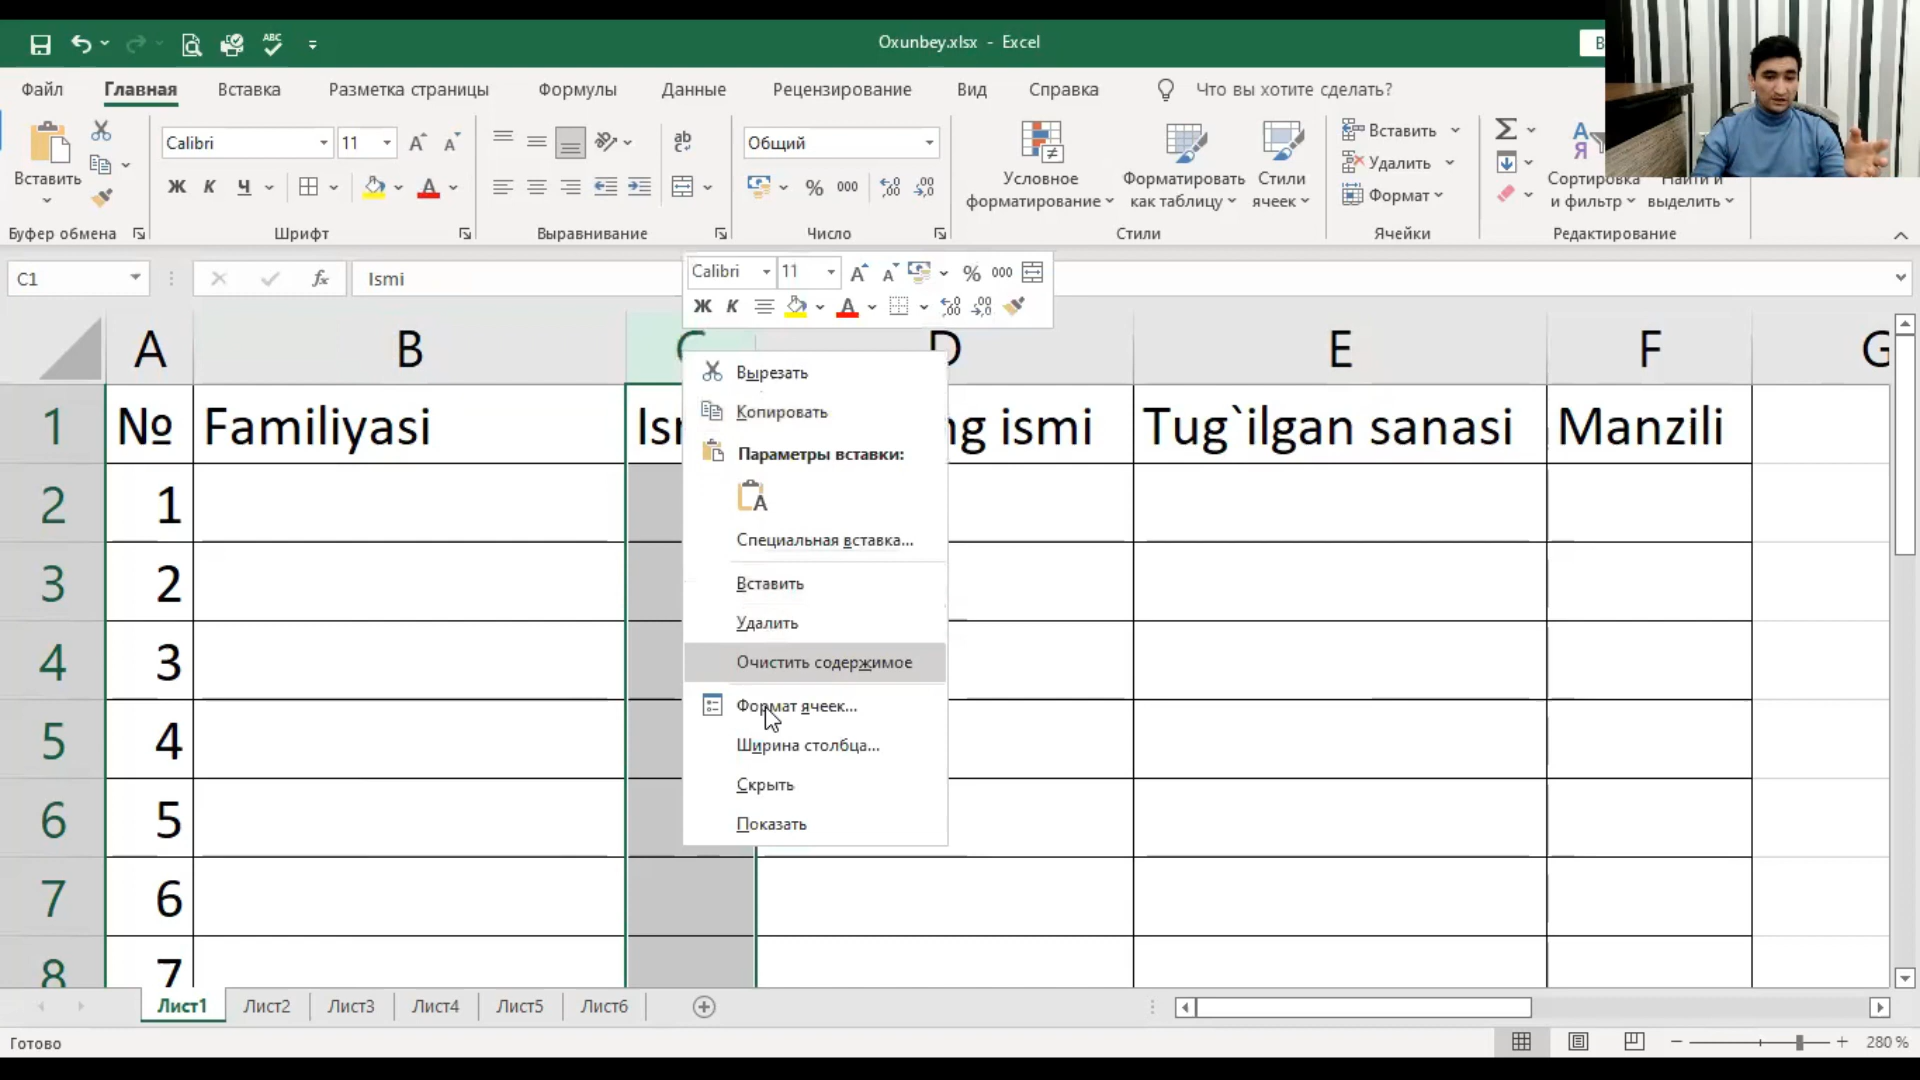 ABC
Oxunbey.xlsx - Excel
Файл Главная Вставка Разметка страницы Формулы Данные Рецензирование Вид Справка Что вы хотите сделать?
Вставить
Calibri 11
Ж К Ч
Общий
% 000
Условное форматирование
Форматировать как таблицу
Стили ячеек
Вставить
Удалить
Формат
Сортировка и фильтр
Найти и выделить
Буфер обмена Шрифт Выравнивание Число Стили Ячейки Редактирование
C1 fx Ismi
Calibri 11 % 000
Ж К
A B C D E F G
1 № Familiyasi ng ismi Tug`ilgan sanasi Manzili
2 1
3 2
4 3
5 4
6 5
7 6
8 7
Вырезать
Копировать
Параметры вставки:
Специальная вставка...
Вставить
Удалить
Очистить содержимое
Формат ячеек...
Ширина столбца...
Скрыть
Показать
Лист1 Лист2 Лист3 Лист4 Лист5 Лист6
Готово 280 %